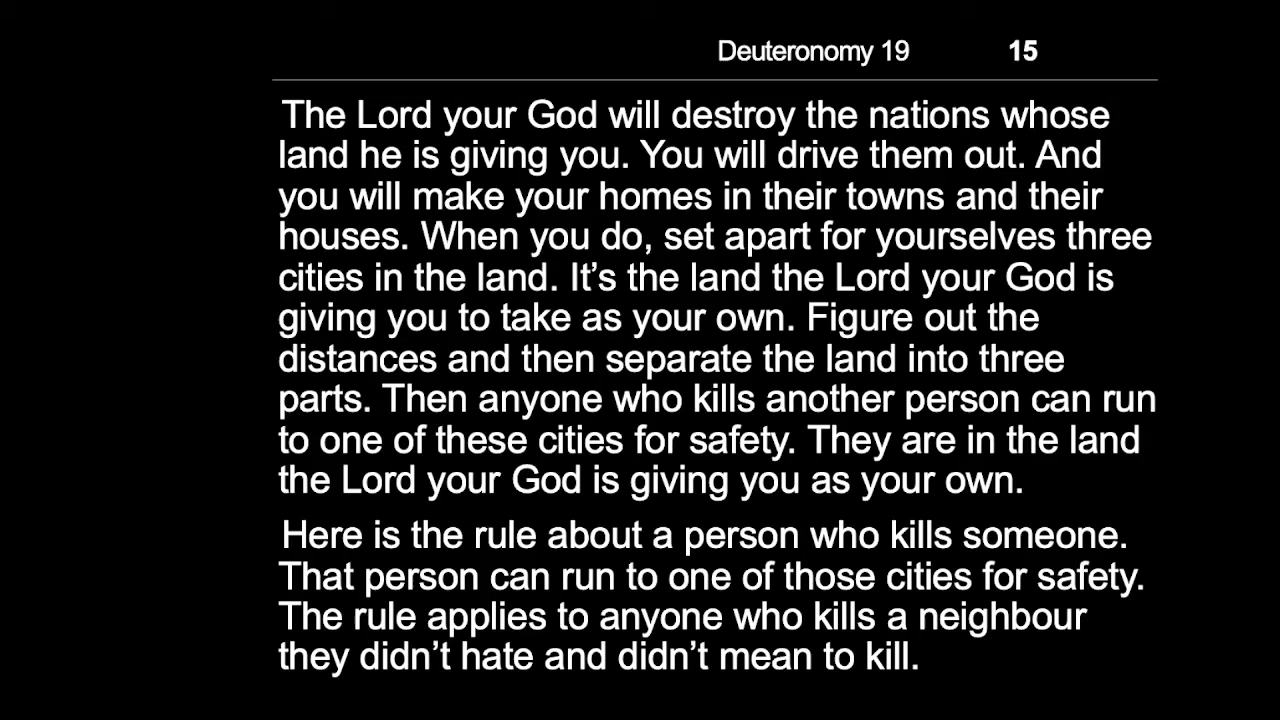 Deuteronomy 19 15
The Lord your God will destroy the nations whose
land he is giving you. You will drive them out. And
you will make your homes in their towns and their
houses. When you do, set apart for yourselves three
cities in the land. It’s the land the Lord your God is
giving you to take as your own. Figure out the
distances and then separate the land into three
parts. Then anyone who kills another person can run
to one of these cities for safety. They are in the land
the Lord your God is giving you as your own.
Here is the rule about a person who kills someone.
That person can run to one of those cities for safety.
The rule applies to anyone who kills a neighbour
they didn’t hate and didn’t mean to kill.